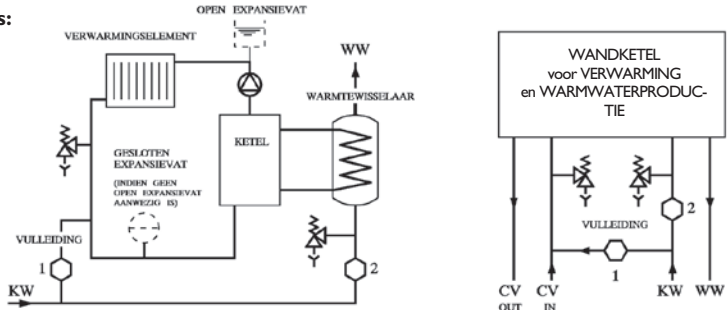 s:
OPEN EXPANSIEVAT
VERWARMINGSELEMENT
WW
WARMTEWISSELAAR
KETEL
GESLOTEN
EXPANSIEVAT
(INDIEN GEEN
OPEN EXPANSIEVAT
AANWEZIG IS)
VULLEIDING
1
2
KW
WANDKETEL
voor VERWARMING
en WARMWATERPRODUC-
TIE
2
VULLEIDING
1
CV
OUT
CV
IN
KW
WW